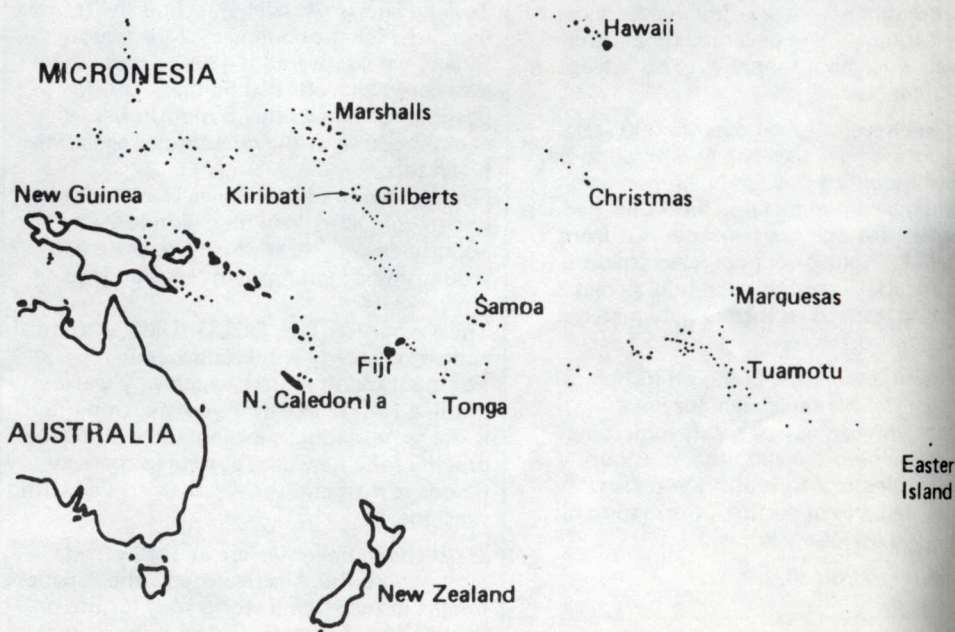 Hawaii
MICRONESIA
Marshalls
New Guinea
Kiribati
Gilberts
Christmas
Samoa
Marquesas
Fiji
Tuamotu
N. Caledonia
Tonga
AUSTRALIA
Easter
Island
New Zealand